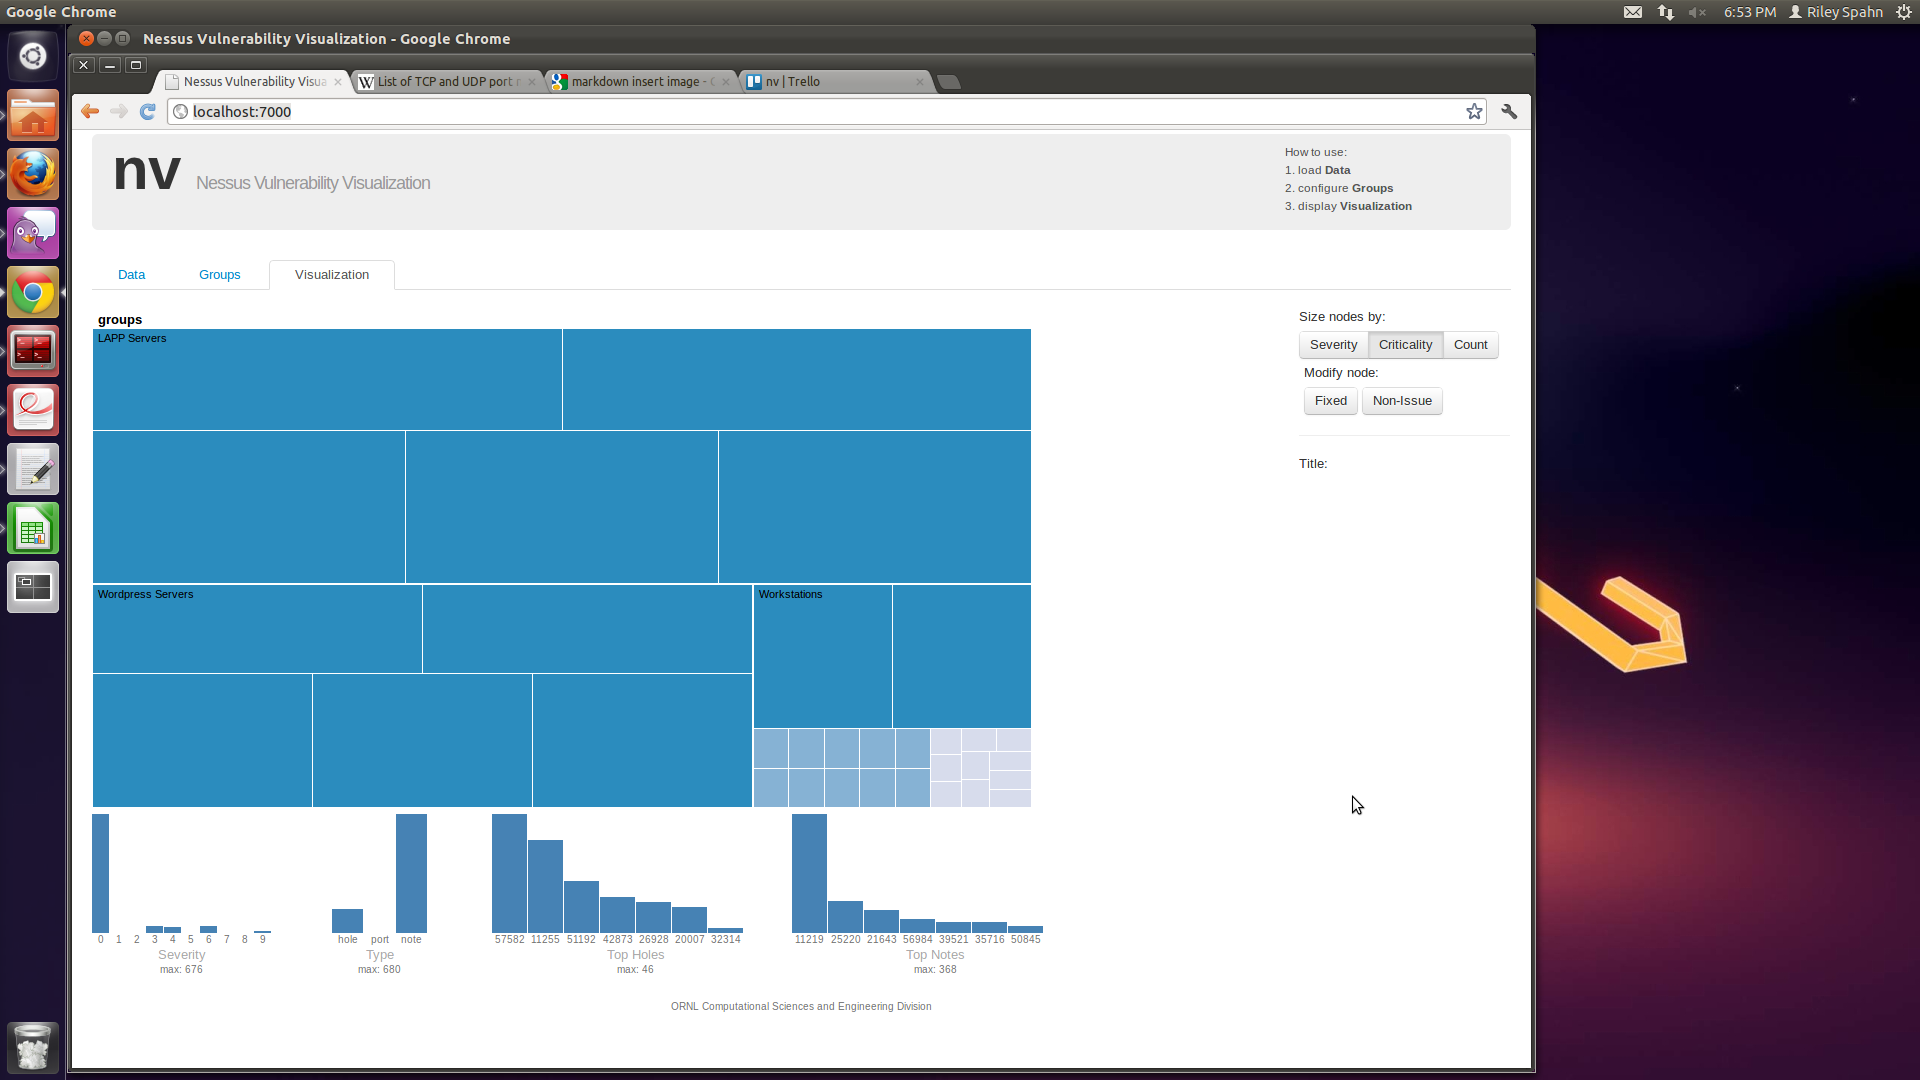 Google Chrome
6:53 PM
Riley Spahn
Nessus Vulnerability Visualization - Google Chrome
Nessus Vulnerability Visua
List of TCP and UDP port
markdown insert image -
nv | Trello
localhost:7000
nv Nessus Vulnerability Visualization
How to use:
1. load Data
2. configure Groups
3. display Visualization
Data
Groups
Visualization
groups
LAPP Servers
Wordpress Servers
Workstations
Size nodes by:
Severity
Criticality
Count
Modify node:
Fixed
Non-Issue
Title:
0 1 2 3 4 5 6 7 8 9
Severity
max: 676
hole port note
Type
max: 680
57582 11255 51192 42873 26928 20007 32314
Top Holes
max: 46
11219 25220 21643 56984 39521 35716 50845
Top Notes
max: 368
ORNL Computational Sciences and Engineering Division